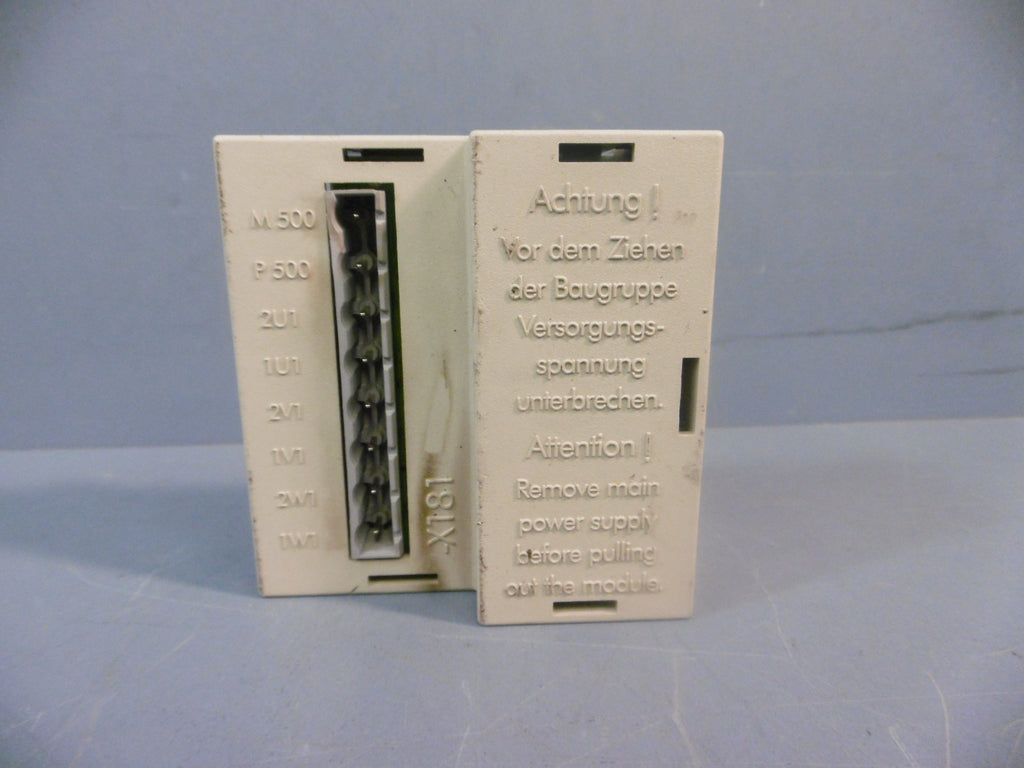 M 500
P 500
2U1
1U1
2V1
1V1
2W1
1W1
-X181
Achtung !
Vor dem Ziehen
der Baugruppe
Versorgungs-
spannung
unterbrechen.
Attention !
Remove main
power supply
before pulling
out the module.